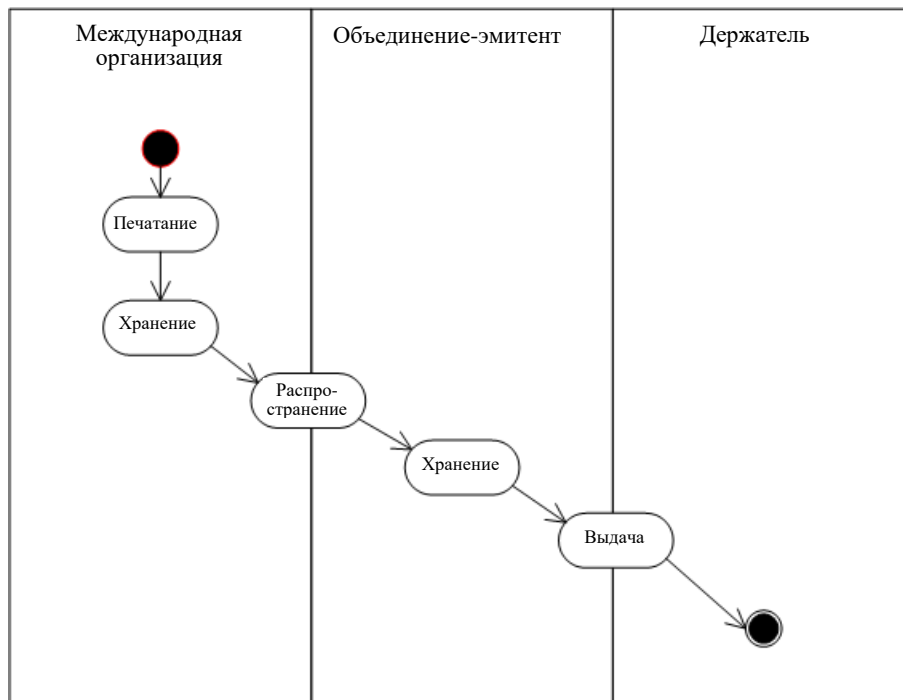 Международная
организация
Объединение-эмитент
Держатель
Печатание
Хранение
Распро-
странение
Хранение
Выдача